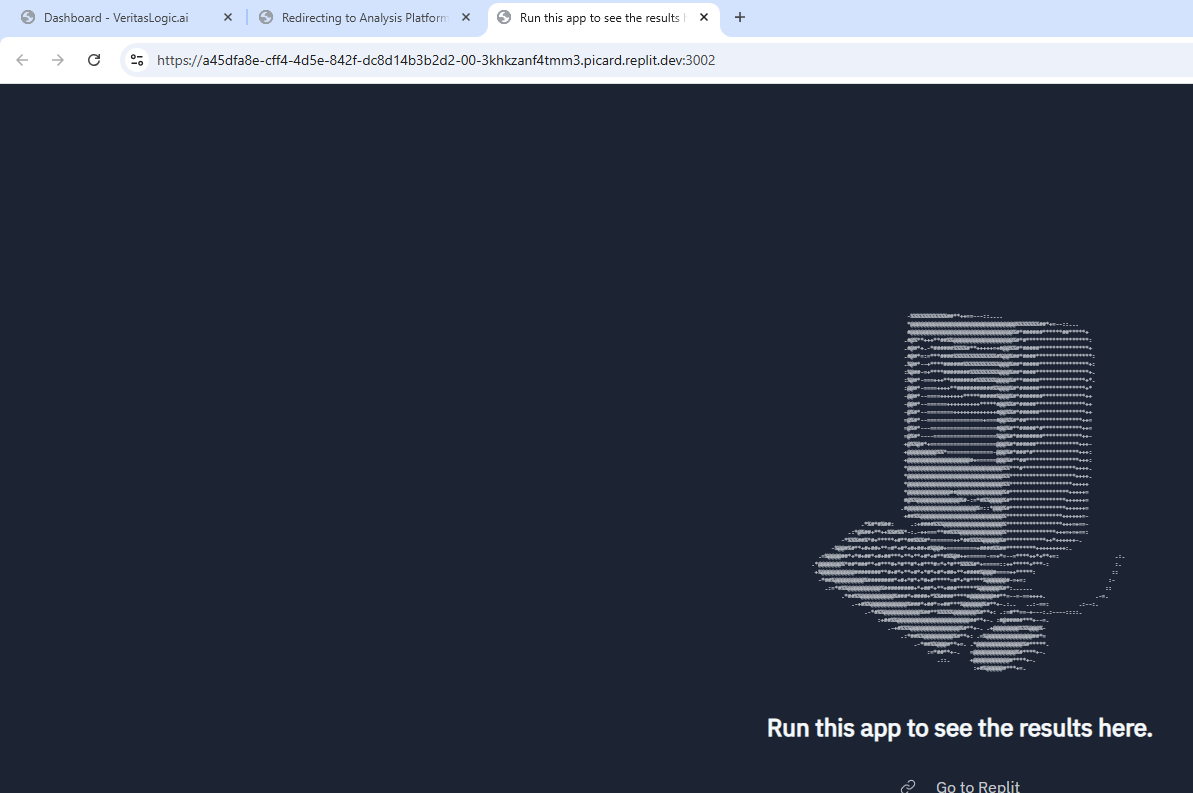 Dashboard - VeritasLogic.ai
Redirecting to Analysis Platform
Run this app to see the results
https://a45dfa8e-cff4-4d5e-842f-dc8d14b3b2d2-00-3khkzanf4tmm3.picard.replit.dev:3002
Run this app to see the results here.
Go to Replit